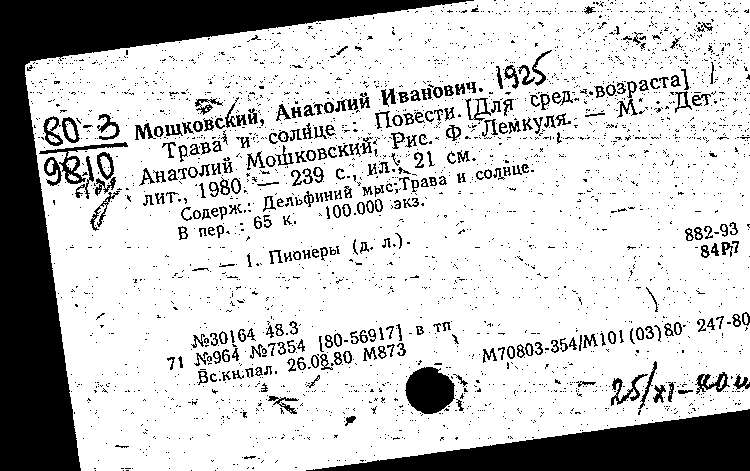 80-3
9810
Мошковский, Анатолий Иванович. 1925
Трава и солнце : Повести. [Для сред. возраста] /
Анатолий Мошковский; Рис. Ф. Лемкуля. — М. : Дет.
лит., 1980. — 239 с., ил.; 21 см.
Содерж.: Дельфиний мыс; Трава и солнце.
В пер. : 65 к. 100.000 экз.
— — 1. Пионеры (д. л.).
882-93
84Р7
№30164 48.3
71 №964 №7354 [80-56917] в тп
Вс.кн.пал. 26.08.80 М873
М70803-354/М101(03)80 247-80
25/XI-